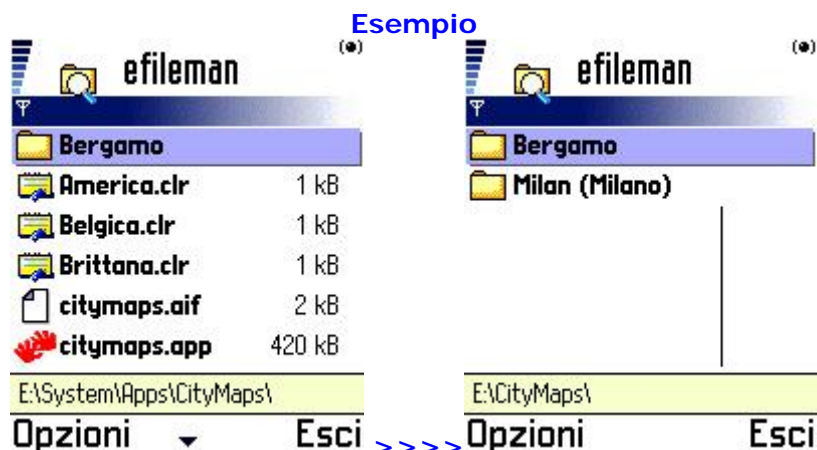 Esempio
efileman
Bergamo
America.clr 1 kB
Belgica.clr 1 kB
Brittana.clr 1 kB
citymaps.aif 2 kB
citymaps.app 420 kB
E:\System\Apps\CityMaps\
Opzioni Esci
> > > >
efileman
Bergamo
Milan (Milano)
E:\CityMaps\
Opzioni Esci